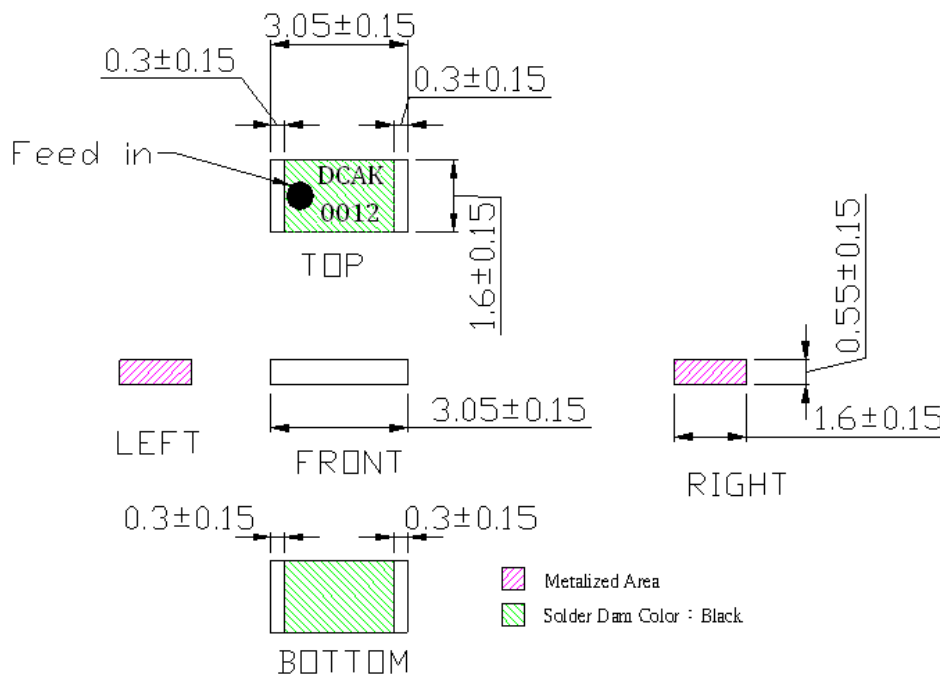 3.05±0.15
0.3±0.15
0.3±0.15
Feed in
DCAK
0012
TOP
1.6±0.15
0.55±0.15
LEFT
3.05±0.15
FRONT
1.6±0.15
RIGHT
0.3±0.15
0.3±0.15
Metalized Area
Solder Dam Color : Black
BOTTOM